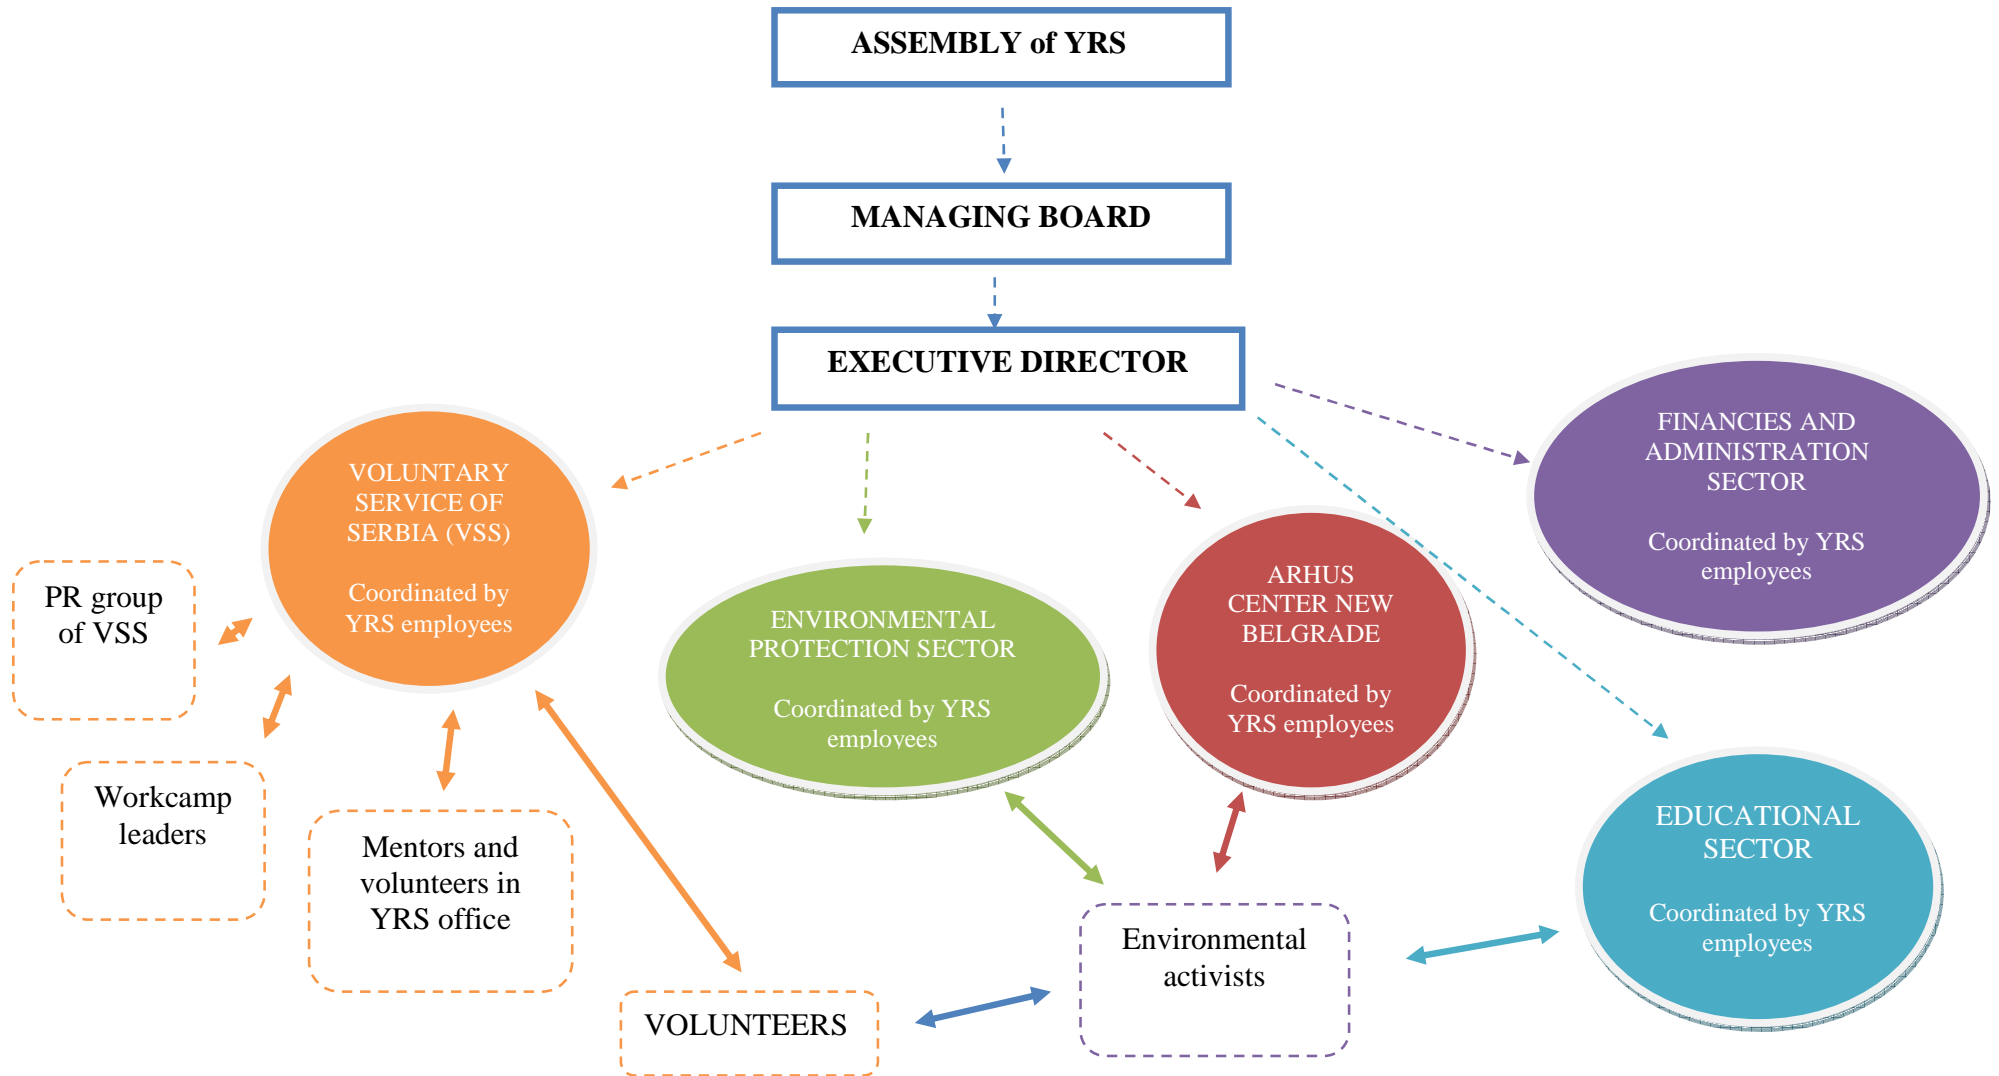 ASSEMBLY of YRS
MANAGING BOARD
EXECUTIVE DIRECTOR
FINANCIES AND
ADMINISTRATION
SECTOR
Coordinated by YRS
employees
VOLUNTARY
SERVICE OF
SERBIA (VSS)
Coordinated by
YRS employees
ENVIRONMENTAL
PROTECTION SECTOR
Coordinated by YRS
employees
ARHUS
CENTER NEW
BELGRADE
Coordinated by
YRS employees
EDUCATIONAL
SECTOR
Coordinated by YRS
employees
PR group
of VSS
Workcamp
leaders
Mentors and
volunteers in
YRS office
VOLUNTEERS
Environmental
activists